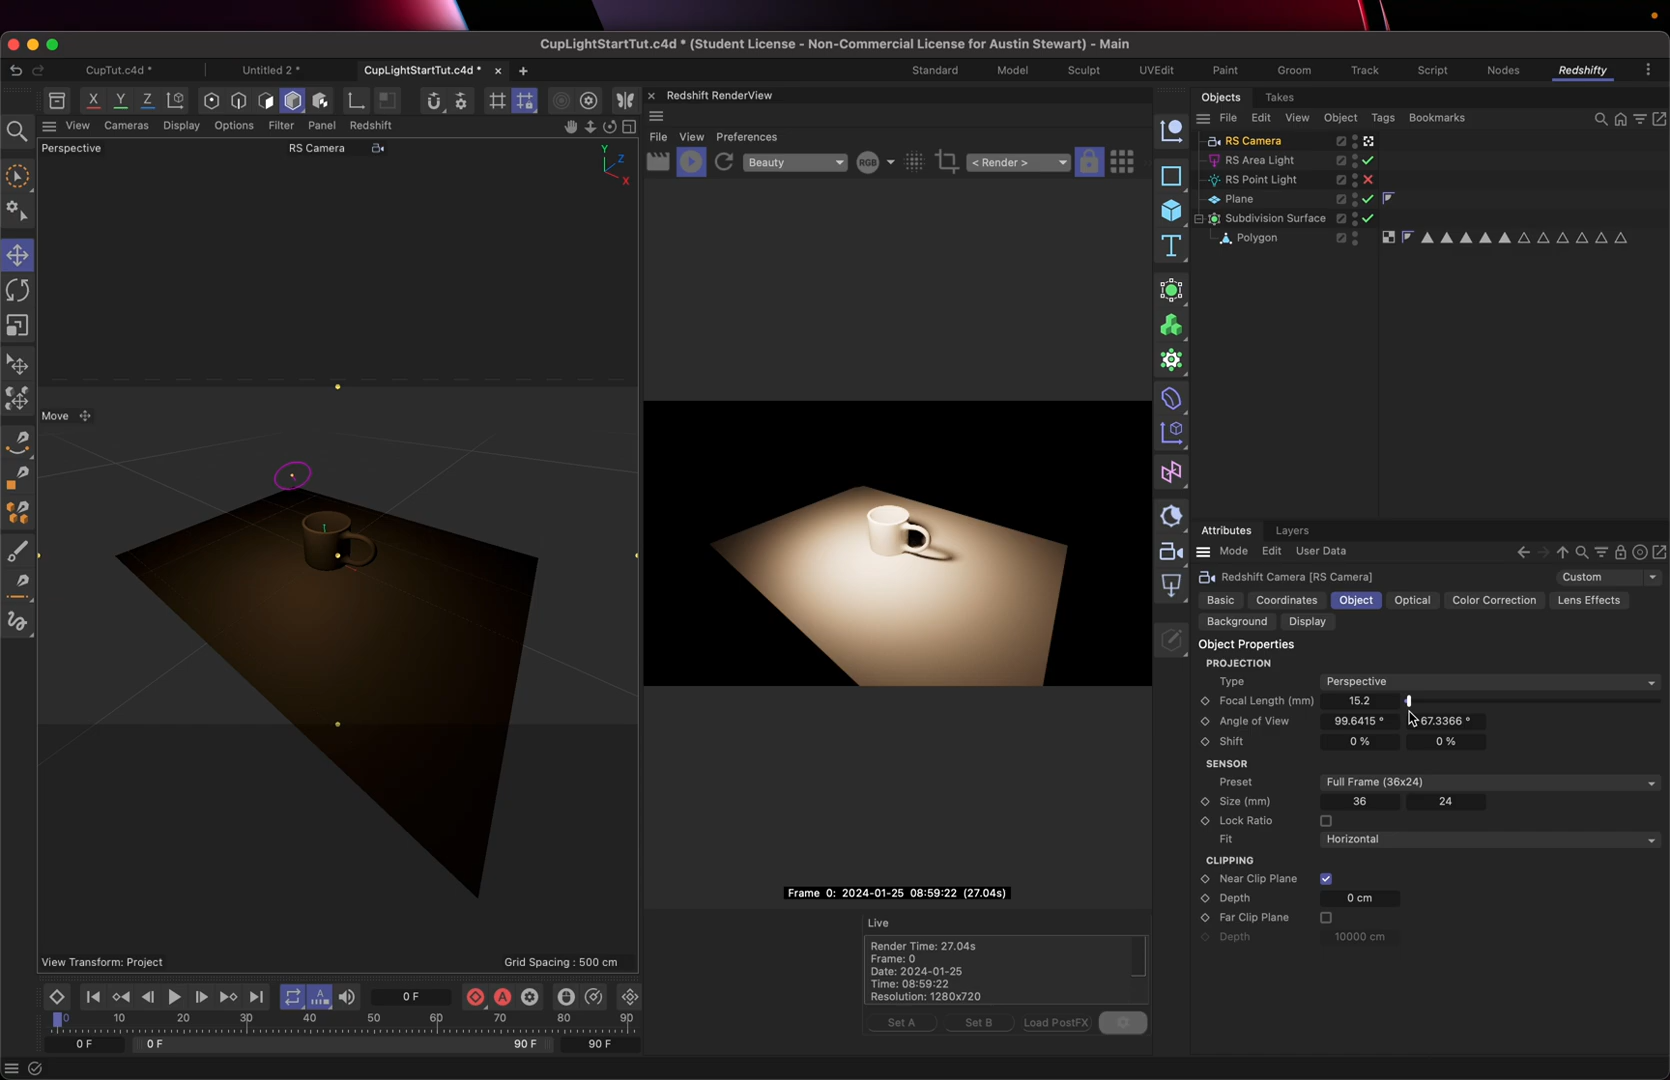 CupLightStartTut.c4d * (Student License - Non-Commercial License for Austin Stewart) - Main
CupTut.c4d * Untitled 2 * CupLightStartTut.c4d * × + Standard Model Sculpt UVEdit Paint Groom Track Script Nodes Redshifty
X Y Z
View Cameras Display Options Filter Panel Redshift
Perspective RS Camera
Y
Z
X
Move
View Transform: Project Grid Spacing : 500 cm
× Redshift RenderView
File View Preferences
Beauty RGB < Render >
Frame 0: 2024-01-25 08:59:22 (27.04s)
Live
Render Time: 27.04s
Frame: 0
Date: 2024-01-25
Time: 08:59:22
Resolution: 1280x720
Set A Set B Load PostFX
Objects Takes
File Edit View Object Tags Bookmarks
RS Camera
RS Area Light
RS Point Light
Plane
Subdivision Surface
Polygon
T
Attributes Layers
Mode Edit User Data
Redshift Camera [RS Camera] Custom
Basic Coordinates Object Optical Color Correction Lens Effects
Background Display
Object Properties
PROJECTION
Type Perspective
Focal Length (mm) 15.2
Angle of View 99.6415 ° 67.3366 °
Shift 0 % 0 %
SENSOR
Preset Full Frame (36x24)
Size (mm) 36 24
Lock Ratio
Fit Horizontal
CLIPPING
Near Clip Plane
Depth 0 cm
Far Clip Plane
Depth 10000 cm
A 0 F
0 10 20 30 40 50 60 70 80 90
0 F 0 F 90 F 90 F